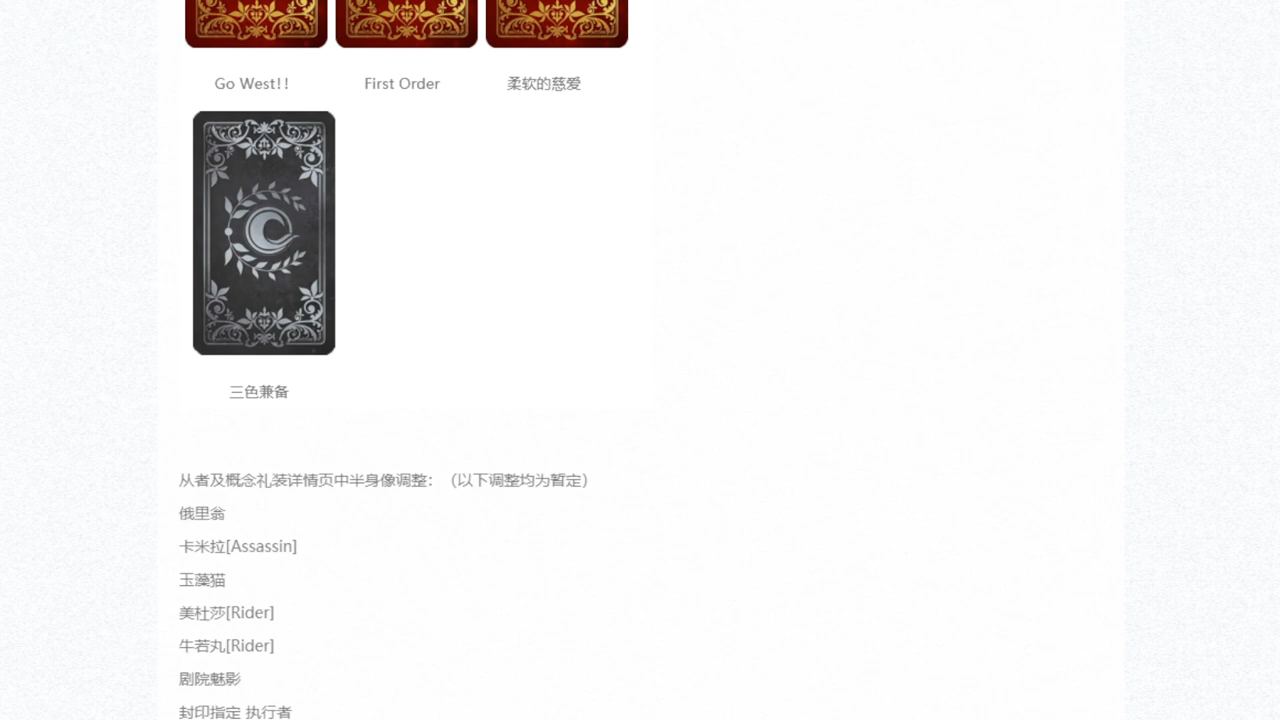 Go West!! First Order 柔软的慈爱
三色兼备
从者及概念礼装详情页中半身像调整：（以下调整均为暂定）
俄里翁
卡米拉[Assassin]
玉藻猫
美杜莎[Rider]
牛若丸[Rider]
剧院魅影
封印指定 执行者